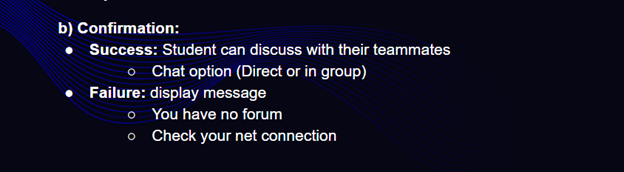 b) Confirmation:
● Success: Student can discuss with their teammates
○ Chat option (Direct or in group)
● Failure: display message
○ You have no forum
○ Check your net connection